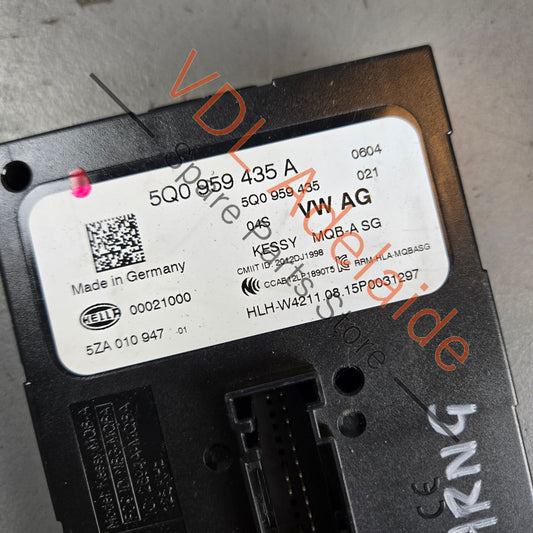 5Q0 959 435 A
0604
5Q0 959 435
021
04S
VW AG
KESSY MQB-A SG
Made in Germany
CMIIT ID: 2012DJ1998
CCAB12LP1890T5
RRM-HLA-MQBASG
HELLA
00021000
HLH-W4211.08.15P0031297
5ZA 010 947 01
CE
ARNG
VDL Adelaide
Spare Parts Store